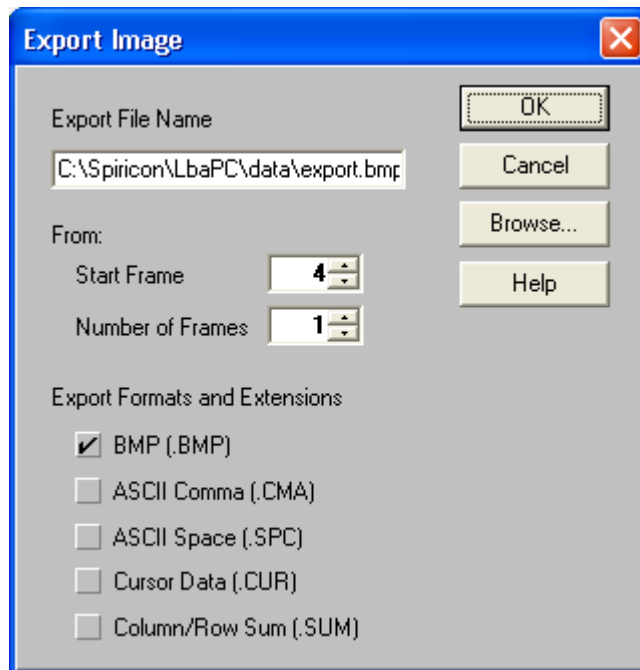 Export Image
Export File Name
C:\Spiricon\LbaPC\data\export.bmp
From:
Start Frame 4
Number of Frames 1
OK
Cancel
Browse...
Help
Export Formats and Extensions
BMP (.BMP)
ASCII Comma (.CMA)
ASCII Space (.SPC)
Cursor Data (.CUR)
Column/Row Sum (.SUM)